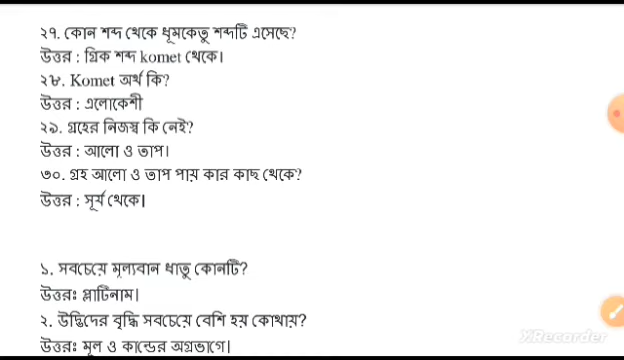 ২৭. কোন শব্দ থেকে ধূমকেতু শব্দটি এসেছে?
উত্তর : গ্রিক শব্দ komet থেকে।
২৮. Komet অর্থ কি?
উত্তর : এলোকেশী
২৯. গ্রহের নিজস্ব কি নেই?
উত্তর : আলো ও তাপ।
৩০. গ্রহ আলো ও তাপ পায় কার কাছ থেকে?
উত্তর : সূর্য থেকে।
১. সবচেয়ে মূল্যবান ধাতু কোনটি?
উত্তরঃ প্লাটিনাম।
২. উদ্ভিদের বৃদ্ধি সবচেয়ে বেশি হয় কোথায়?
উত্তরঃ মূল ও কান্ডের অগ্রভাগে।
XRecorder